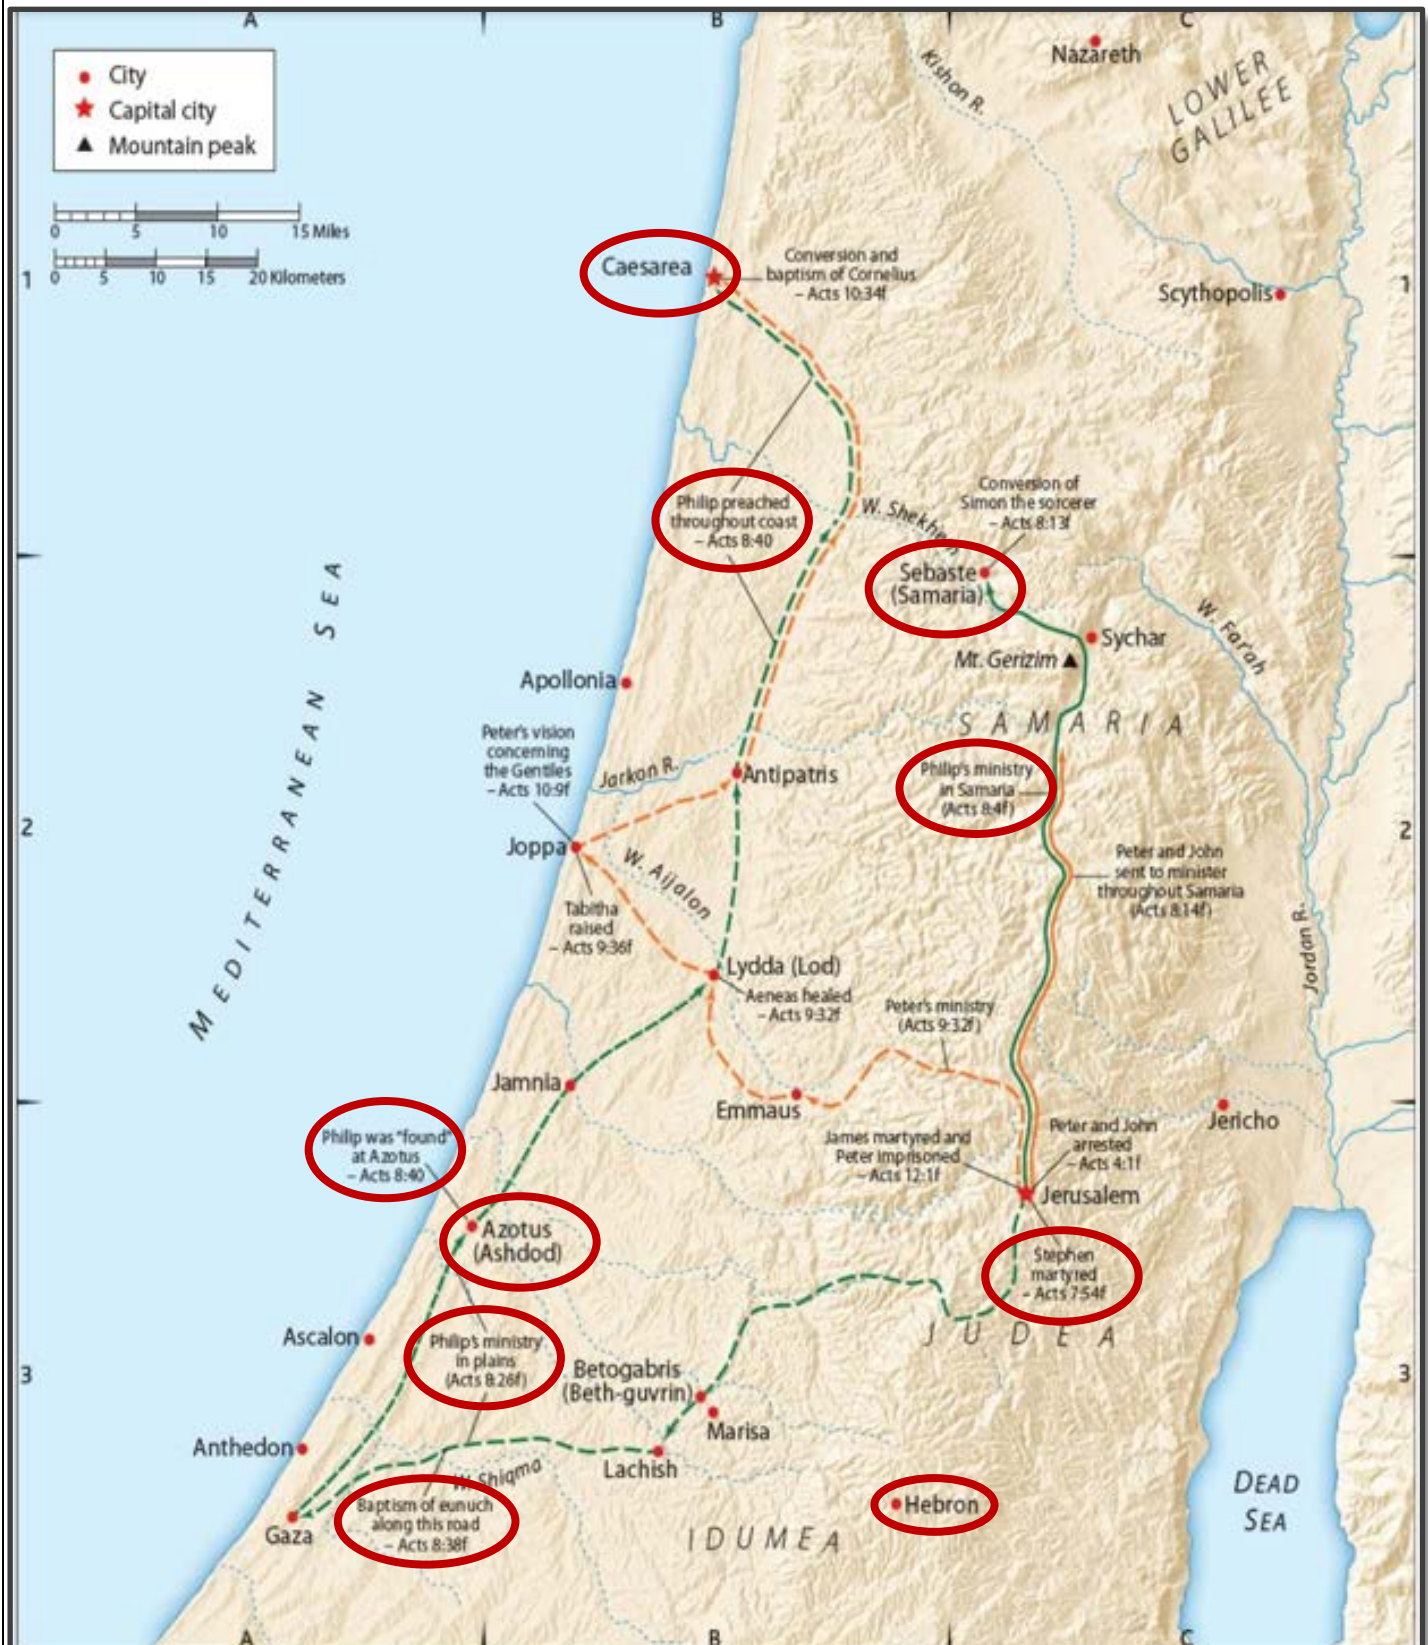 A
B
C
City
Capital city
Mountain peak
0 5 10 15 Miles
0 5 10 15 20 Kilometers
Nazareth
Kishon R.
LOWER
GALILEE
1
1
Caesarea
Conversion and
baptism of Cornelius
– Acts 10:34f
Scythopolis
Philip preached
throughout coast
– Acts 8:40
W. Shekhem
Conversion of
Simon the sorcerer
– Acts 8:13f
Sebaste
(Samaria)
Sychar
Mt. Gerizim
W. Far'ah
MEDITERRANEAN SEA
Apollonia
SAMARIA
Peter's vision
concerning
the Gentiles
– Acts 10:9f
Jarkon R.
Antipatris
Philip's ministry
in Samaria
(Acts 8:4f)
2
2
Joppa
W. Aijalon
Peter and John
sent to minister
throughout Samaria
(Acts 8:14f)
Tabitha
raised
– Acts 9:36f
Jordan R.
Lydda (Lod)
Aeneas healed
– Acts 9:32f
Peter's ministry
(Acts 9:32f)
Jamnia
Emmaus
Jericho
Philip was "found"
at Azotus
– Acts 8:40
James martyred and
Peter imprisoned
– Acts 12:1f
Peter and John
arrested
– Acts 4:1f
Jerusalem
Azotus
(Ashdod)
Stephen
martyred
– Acts 7:54f
JUDEA
Ascalon
Philip's ministry
in plains
(Acts 8:26f)
3
3
Betogabris
(Beth-guvrin)
Marisa
Anthedon
Lachish
W. Shiqma
Baptism of eunuch
along this road
– Acts 8:38f
Gaza
Hebron
IDUMEA
DEAD
SEA
A
B
C